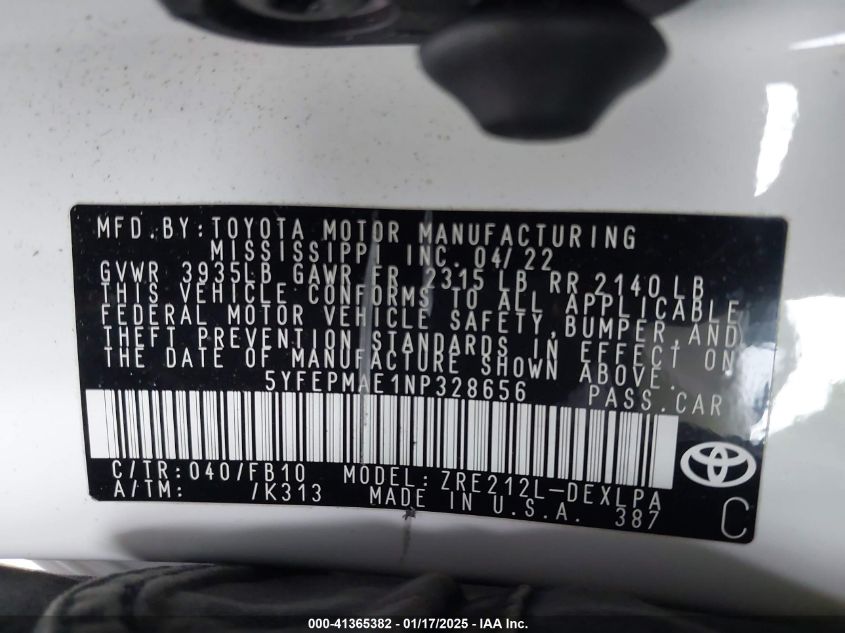 MFD.BY:TOYOTA MOTOR MANUFACTURING
MISSISSIPPI INC. 04/22
GVWR 3935LB GAWR FR 2315 LB RR 2140 LB
THIS VEHICLE CONFORMS TO ALL APPLICABLE
FEDERAL MOTOR VEHICLE SAFETY,BUMPER,AND
THEFT PREVENTION STANDARDS IN EFFECT ON
THE DATE OF MANUFACTURE SHOWN ABOVE.
5YFEPMAE1NP328656 PASS.CAR
C/TR:040/FB10 MODEL:ZRE212L-DEXLPA
A/TM: /K313 MADE IN U.S.A. 387 C
000-41365382 - 01/17/2025 - IAA Inc.